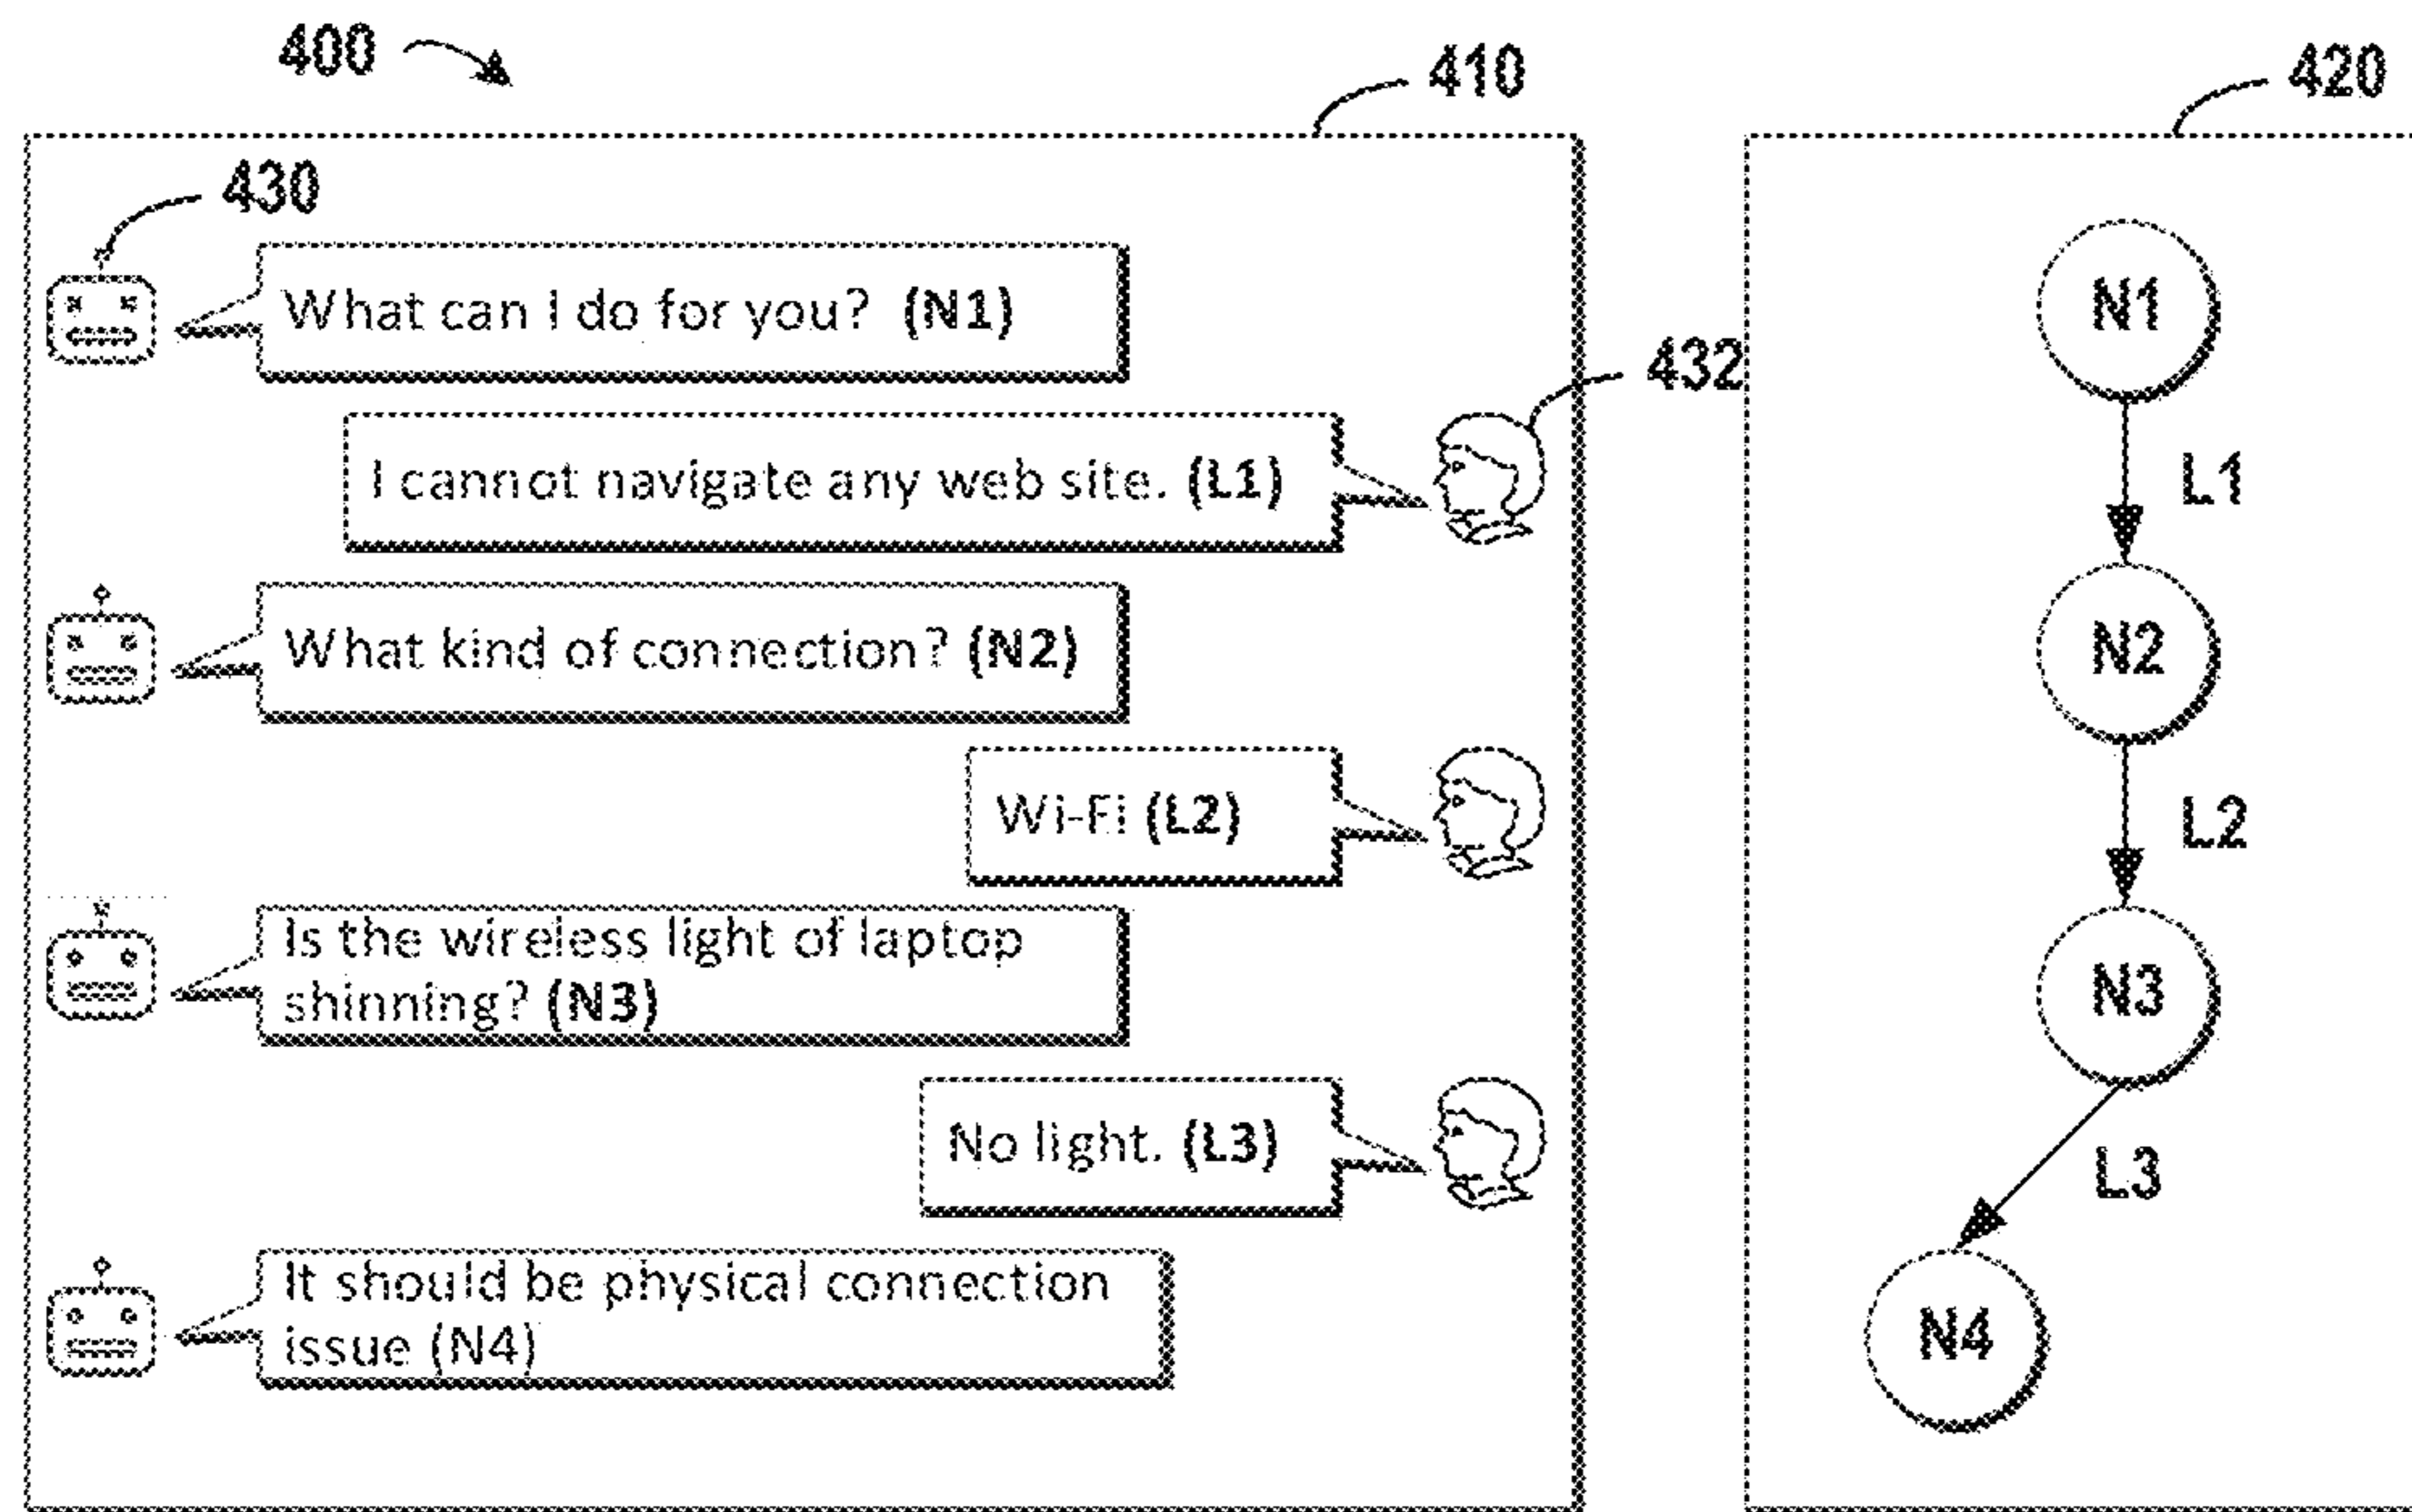 400
410
420
430
What can I do for you? (N1)
432
I cannot navigate any web site. (L1)
What kind of connection? (N2)
Wi-Fi (L2)
Is the wireless light of laptop
shinning? (N3)
No light. (L3)
It should be physical connection
issue (N4)
N1
L1
N2
L2
N3
L3
N4